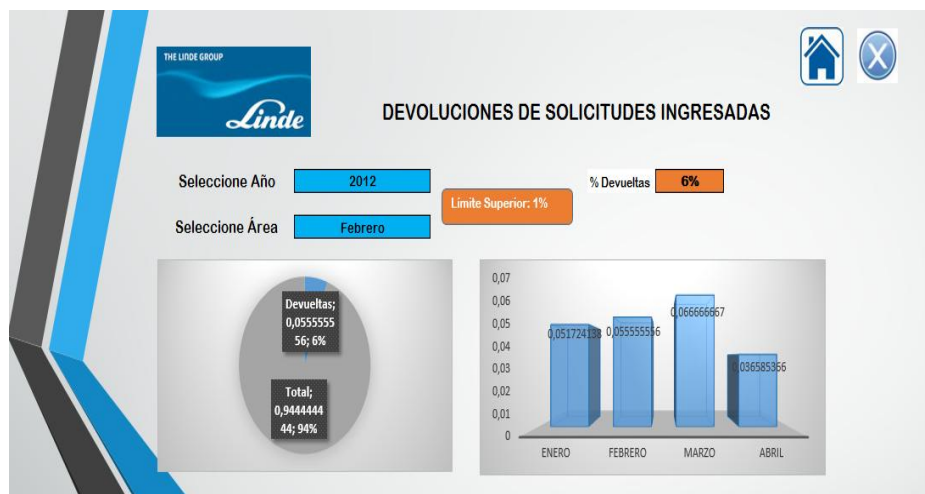 THE LINDE GROUP
Linde
DEVOLUCIONES DE SOLICITUDES INGRESADAS
Seleccione Año
2012
% Devueltas
6%
Límite Superior: 1%
Seleccione Área
Febrero
Devueltas;
0,0555555
56; 6%
Total;
0,9444444
44; 94%
0,07
0,06
0,05
0,04
0,03
0,02
0,01
0
0,051724138
0,055555556
0,066666667
0,036585366
ENERO
FEBRERO
MARZO
ABRIL
X